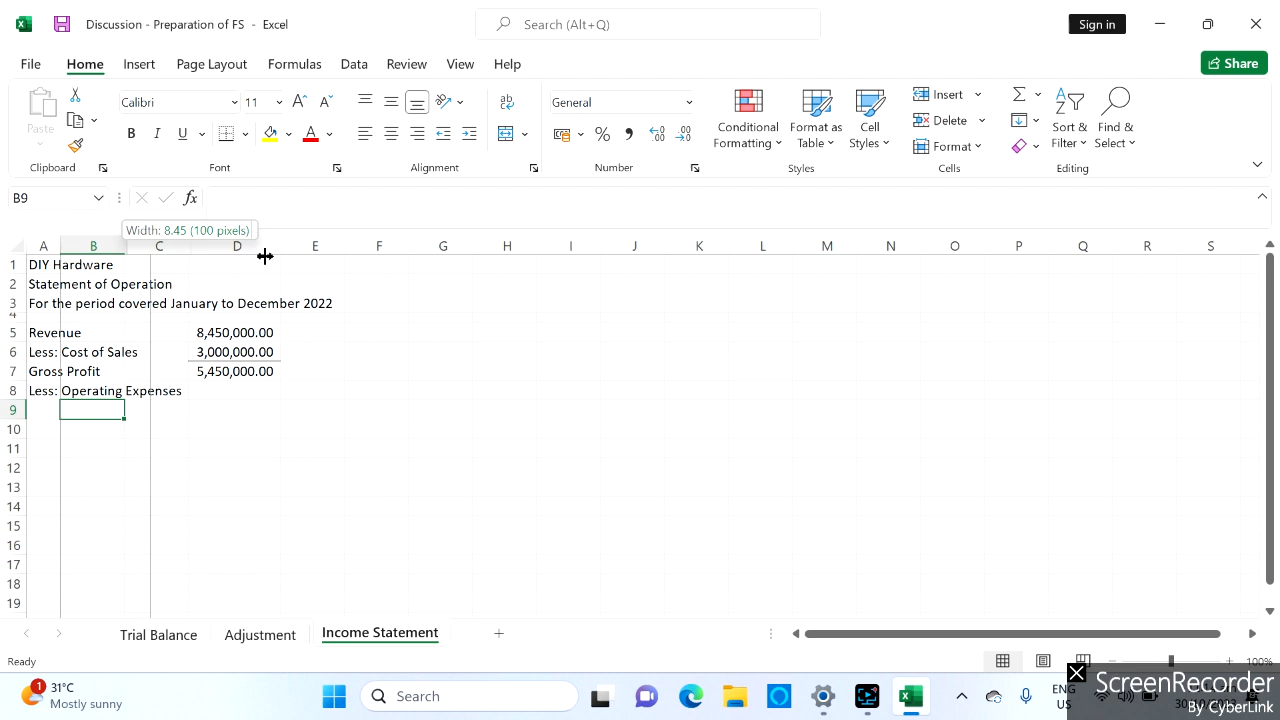 Discussion - Preparation of FS - Excel
Search (Alt+Q)
Sign in
File Home Insert Page Layout Formulas Data Review View Help
Share
Paste
Calibri 11
General
Conditional Formatting
Format as Table
Cell Styles
Insert
Delete
Format
Sort & Filter
Find & Select
Clipboard Font Alignment Number Styles Cells Editing
B9
fx
Width: 8.45 (100 pixels)
A B C D E F G H I J K L M N O P Q R S
1 DIY Hardware
2 Statement of Operation
3 For the period covered January to December 2022
4
5 Revenue 8,450,000.00
6 Less: Cost of Sales 3,000,000.00
7 Gross Profit 5,450,000.00
8 Less: Operating Expenses
9
10
11
12
13
14
15
16
17
18
19
Trial Balance Adjustment Income Statement
Ready
100%
1 31°C
Mostly sunny
Search
ENG
US
ScreenRecorder
By CyberLink